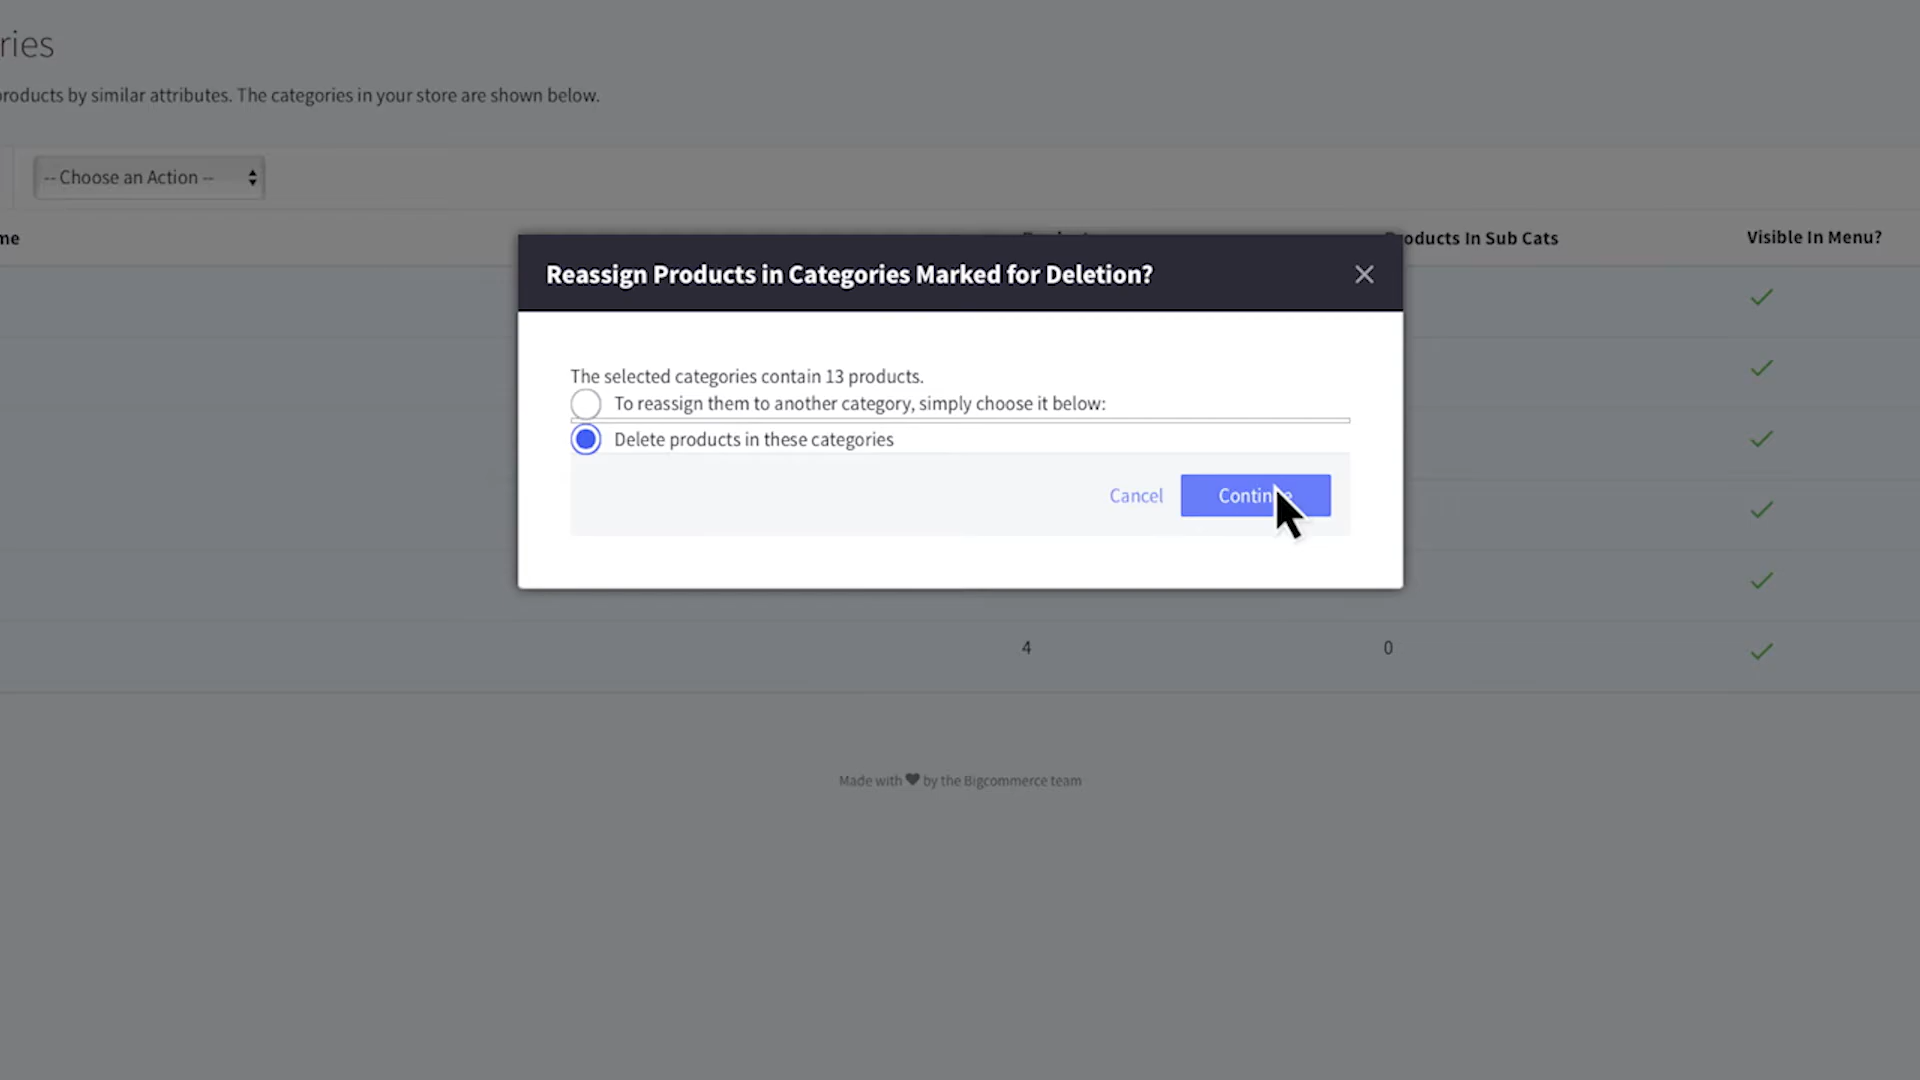 ries
products by similar attributes. The categories in your store are shown below.
-- Choose an Action --
me
Products In Sub Cats
Visible In Menu?
Reassign Products in Categories Marked for Deletion?
The selected categories contain 13 products.
To reassign them to another category, simply choose it below:
Delete products in these categories
Cancel
Continue
4
0
Made with ♥ by the Bigcommerce team